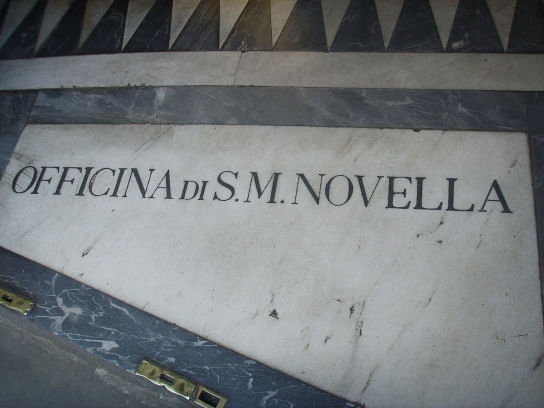 OFFICINA DI S.M. NOVELLA